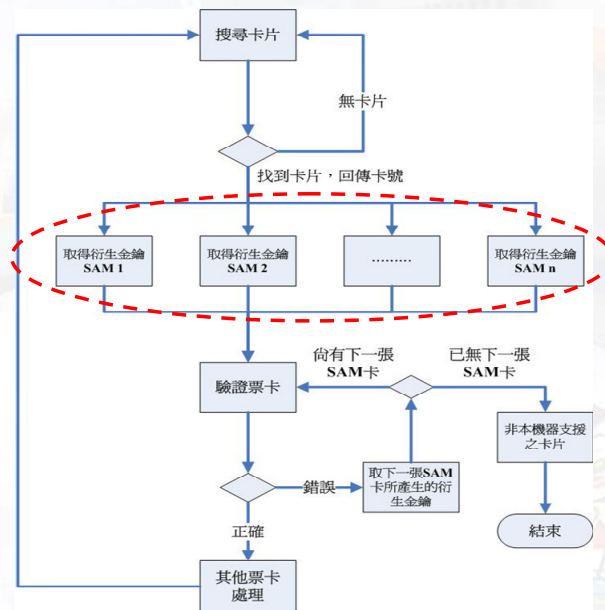 搜尋卡片
無卡片
找到卡片，回傳卡號
取得衍生金鑰
SAM 1
取得衍生金鑰
SAM 2
………
取得衍生金鑰
SAM n
尚有下一張
SAM卡
已無下一張
SAM卡
驗證票卡
非本機器支援
之卡片
錯誤
取下一張SAM
卡所產生的衍
生金鑰
正確
結束
其他票卡
處理